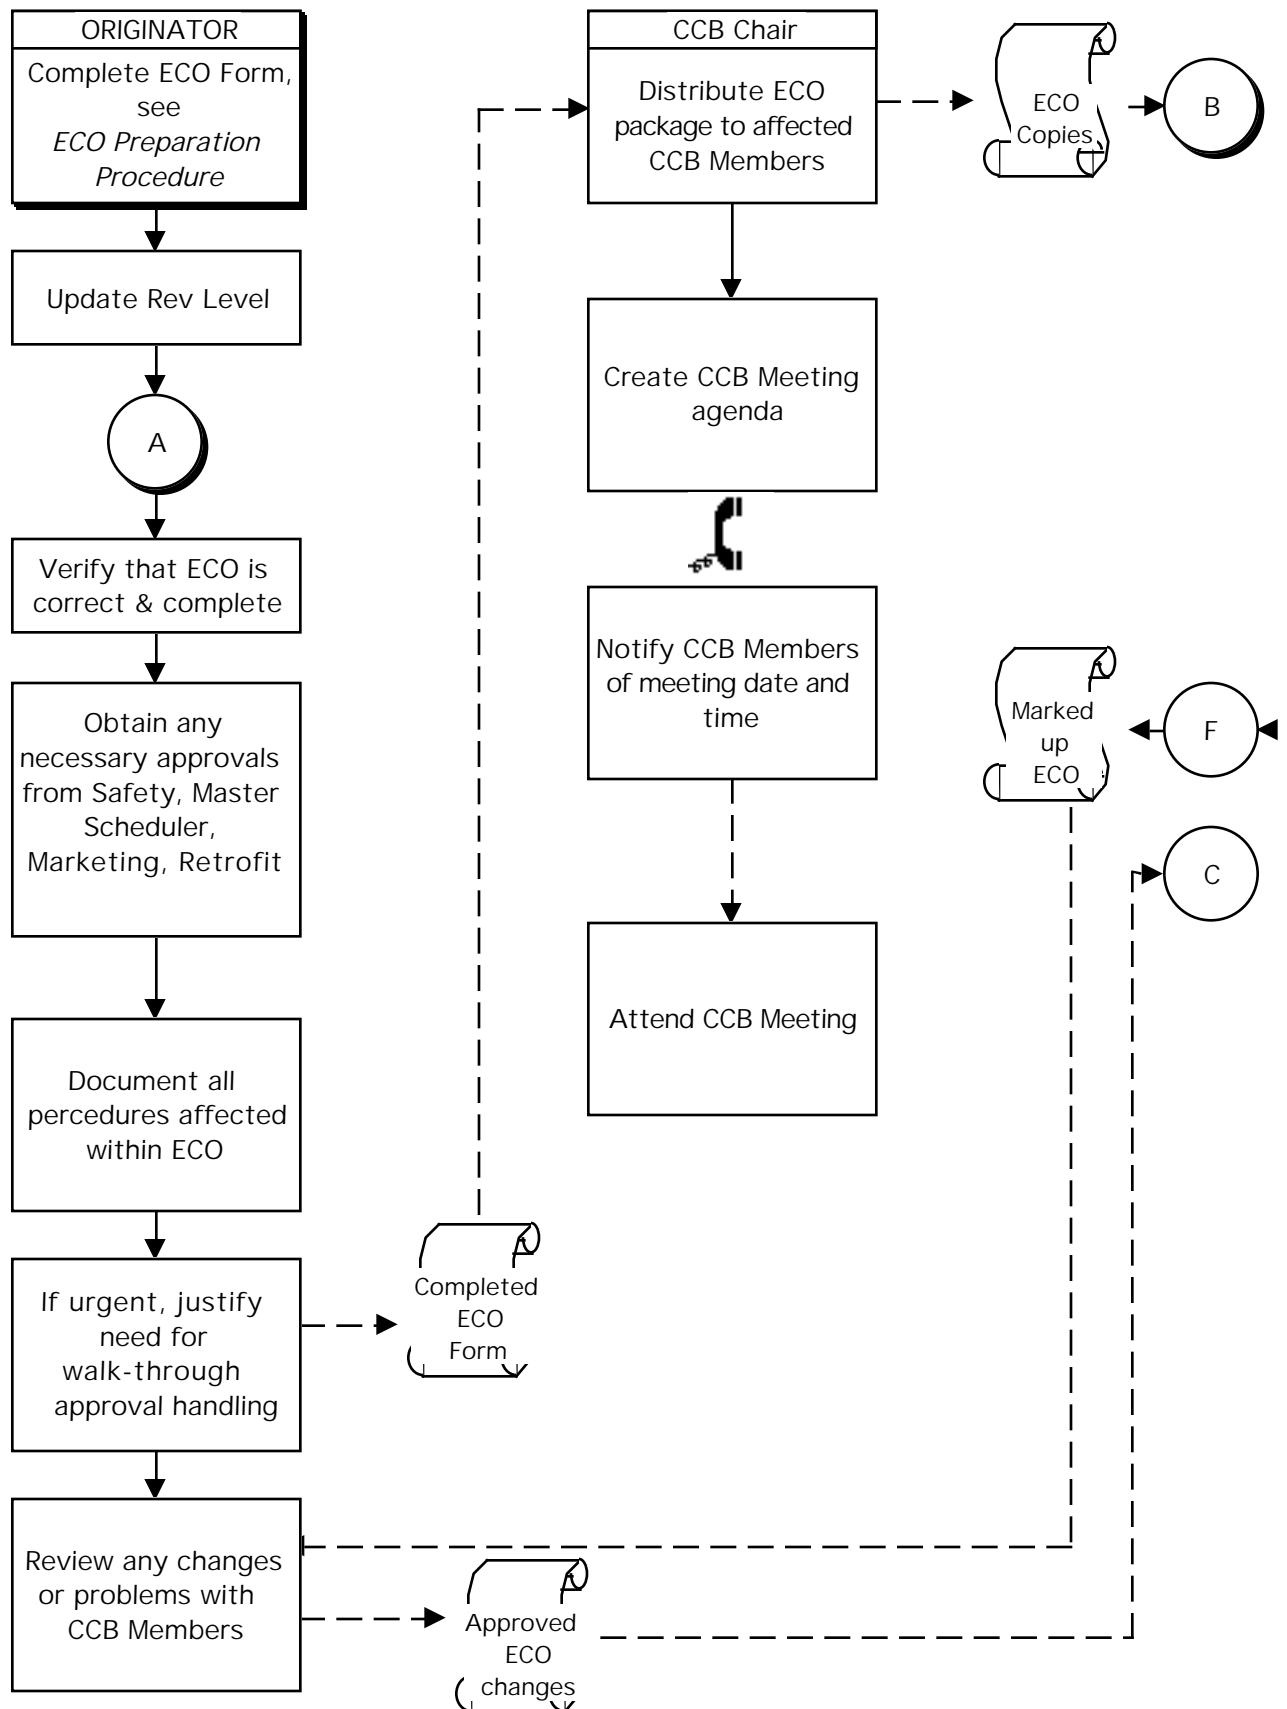 ORIGINATOR
Complete ECO Form,
see
ECO Preparation
Procedure
Update Rev Level
A
Verify that ECO is
correct & complete
Obtain any
necessary approvals
from Safety, Master
Scheduler,
Marketing, Retrofit
Document all
percedures affected
within ECO
If urgent, justify
need for
walk-through
approval handling
Review any changes
or problems with
CCB Members
Completed
ECO
Form
Approved
ECO
changes
CCB Chair
Distribute ECO
package to affected
CCB Members
Create CCB Meeting
agenda
Notify CCB Members
of meeting date and
time
Attend CCB Meeting
ECO
Copies
B
Marked
up
ECO
F
C